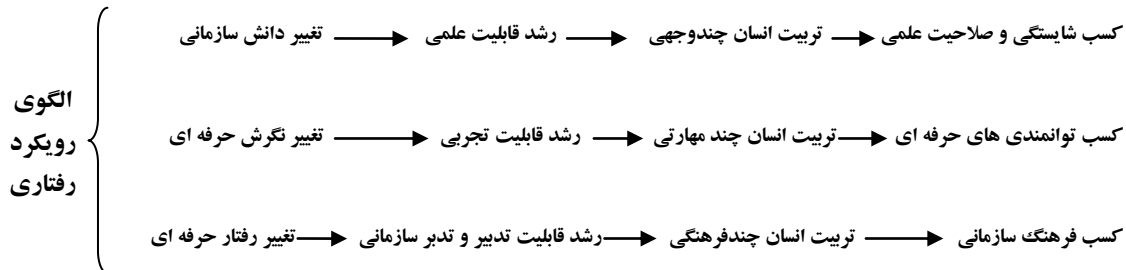 الگوی
رویکرد
رفتاری
تغییر دانش سازمانی رشد قابلیت علمی تربیت انسان چندوجهی کسب شایستگی و صلاحیت علمی
تغییر نگرش حرفه ای رشد قابلیت تجربی تربیت انسان چند مهارتی کسب توانمندی های حرفه ای
تغییر رفتار حرفه ای رشد قابلیت تدبیر و تدبر سازمانی تربیت انسان چندفرهنگی کسب فرهنگ سازمانی